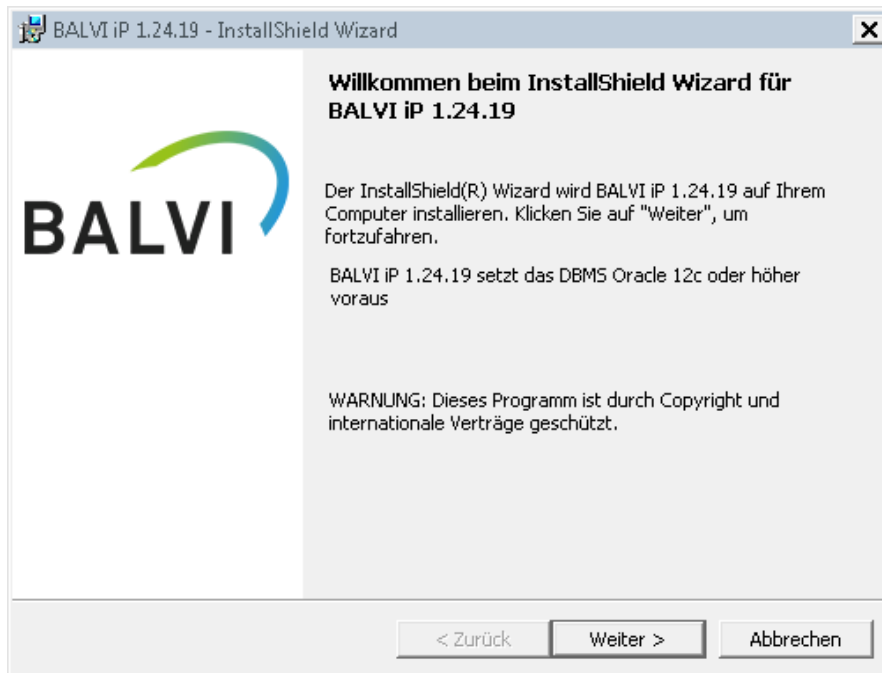 BALVI iP 1.24.19 - InstallShield Wizard
Willkommen beim InstallShield Wizard für
BALVI iP 1.24.19
BALVI
Der InstallShield(R) Wizard wird BALVI iP 1.24.19 auf Ihrem
Computer installieren. Klicken Sie auf "Weiter", um
fortzufahren.
BALVI iP 1.24.19 setzt das DBMS Oracle 12c oder höher
voraus
WARNUNG: Dieses Programm ist durch Copyright und
internationale Verträge geschützt.
< Zurück
Weiter >
Abbrechen